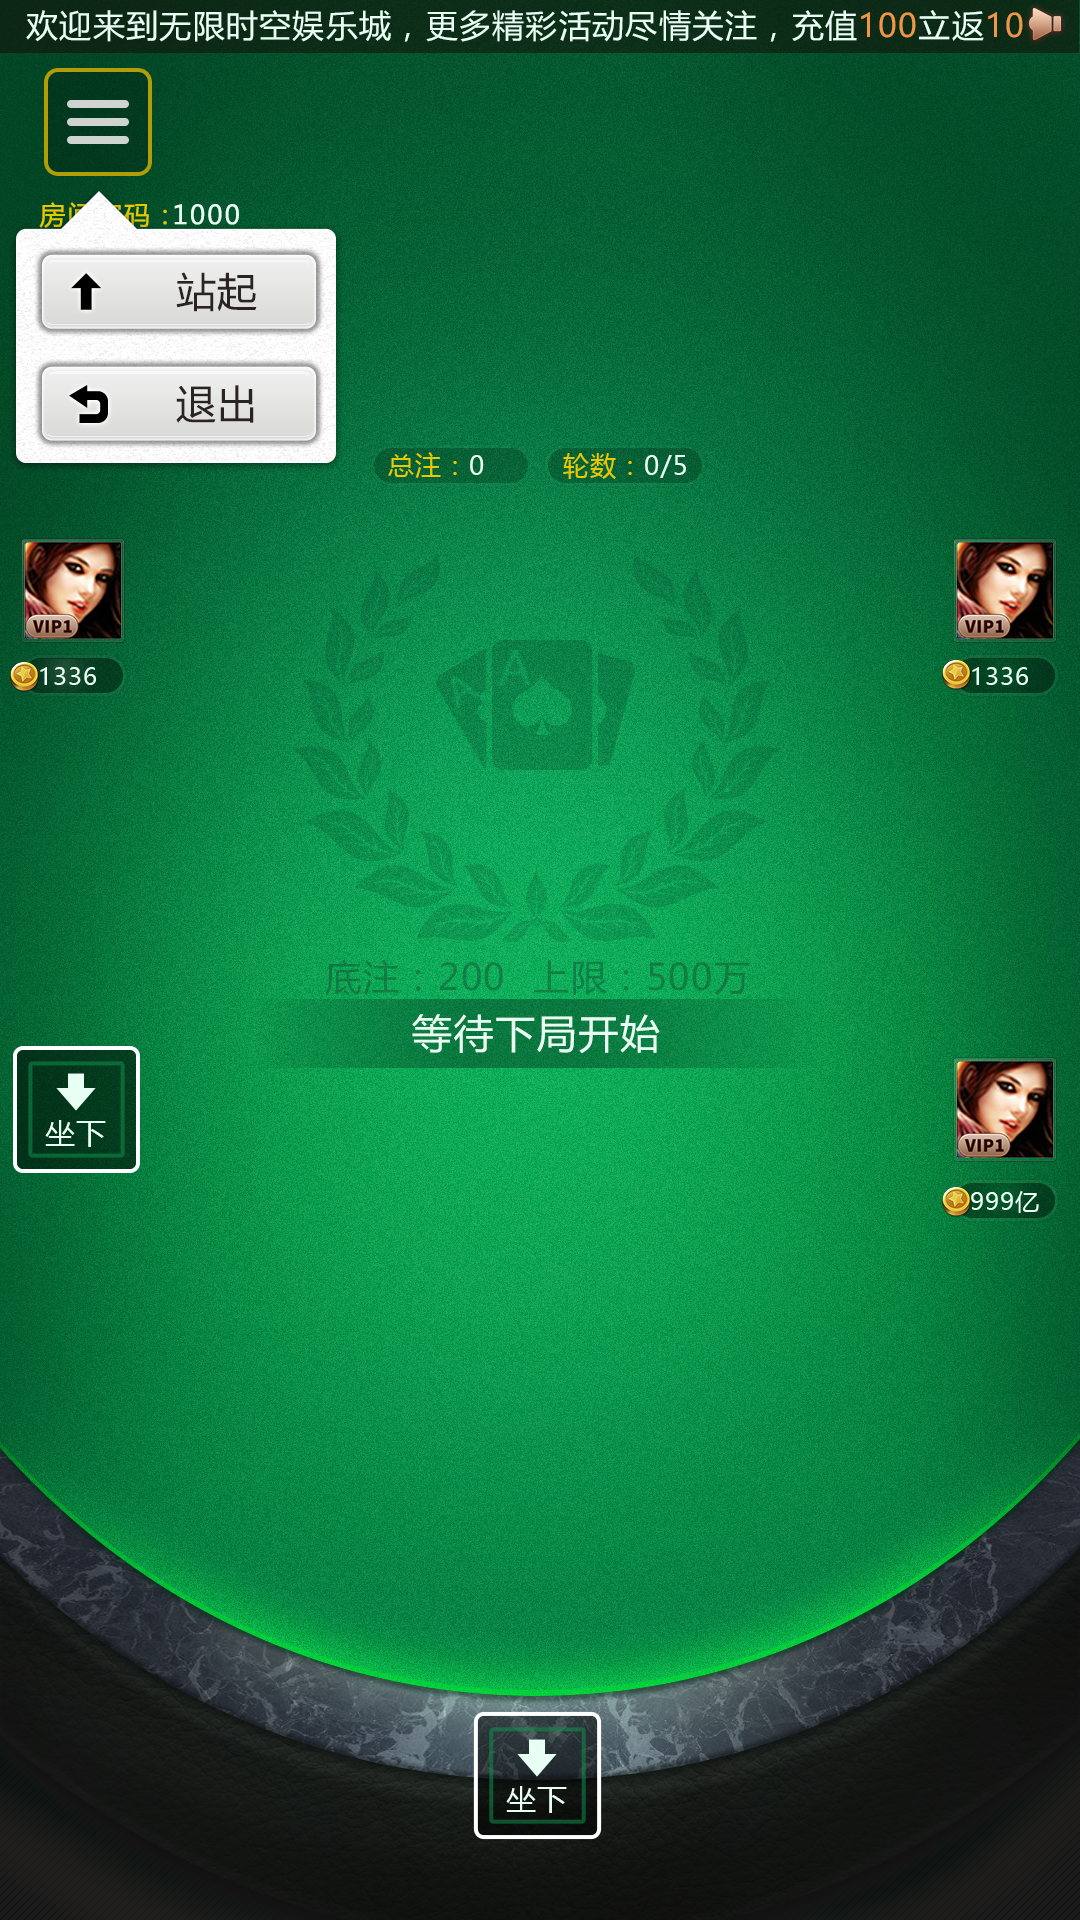 欢迎来到无限时空娱乐城，更多精彩活动尽情关注，充值100立返10
房间密码：1000
站起
退出
总注：0 轮数：0/5
VIP1 VIP1
1336 1336
A A
底注：200 上限：500万
等待下局开始
坐下
VIP1
999亿
坐下